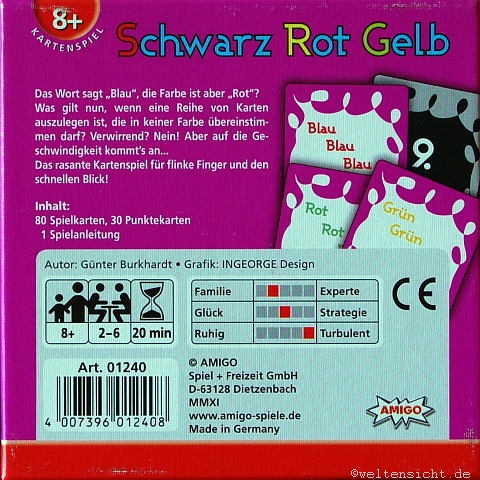 8+
KARTENSPIEL
Schwarz Rot Gelb
Das Wort sagt „Blau“, die Farbe ist aber „Rot“?
Was gilt nun, wenn eine Reihe von Karten
auszulegen ist, die in keiner Farbe übereinstim-
men darf? Verwirrend? Nein! Aber auf die Ge-
schwindigkeit kommt's an...
Das rasante Kartenspiel für flinke Finger und den
schnellen Blick!
Inhalt:
80 Spielkarten, 30 Punktekarten
1 Spielanleitung
Blau
Blau
Blau
9.
Rot
Rot
Grün
Grün
Autor: Günter Burkhardt • Grafik: INGEORGE Design
8+
2–6
20 min
Familie Experte
Glück Strategie
Ruhig Turbulent
CE
Art. 01240
4 007396 012408
© AMIGO
Spiel + Freizeit GmbH
D-63128 Dietzenbach
MMXI
www.amigo-spiele.de
Made in Germany
AMIGO
©weltensicht.de